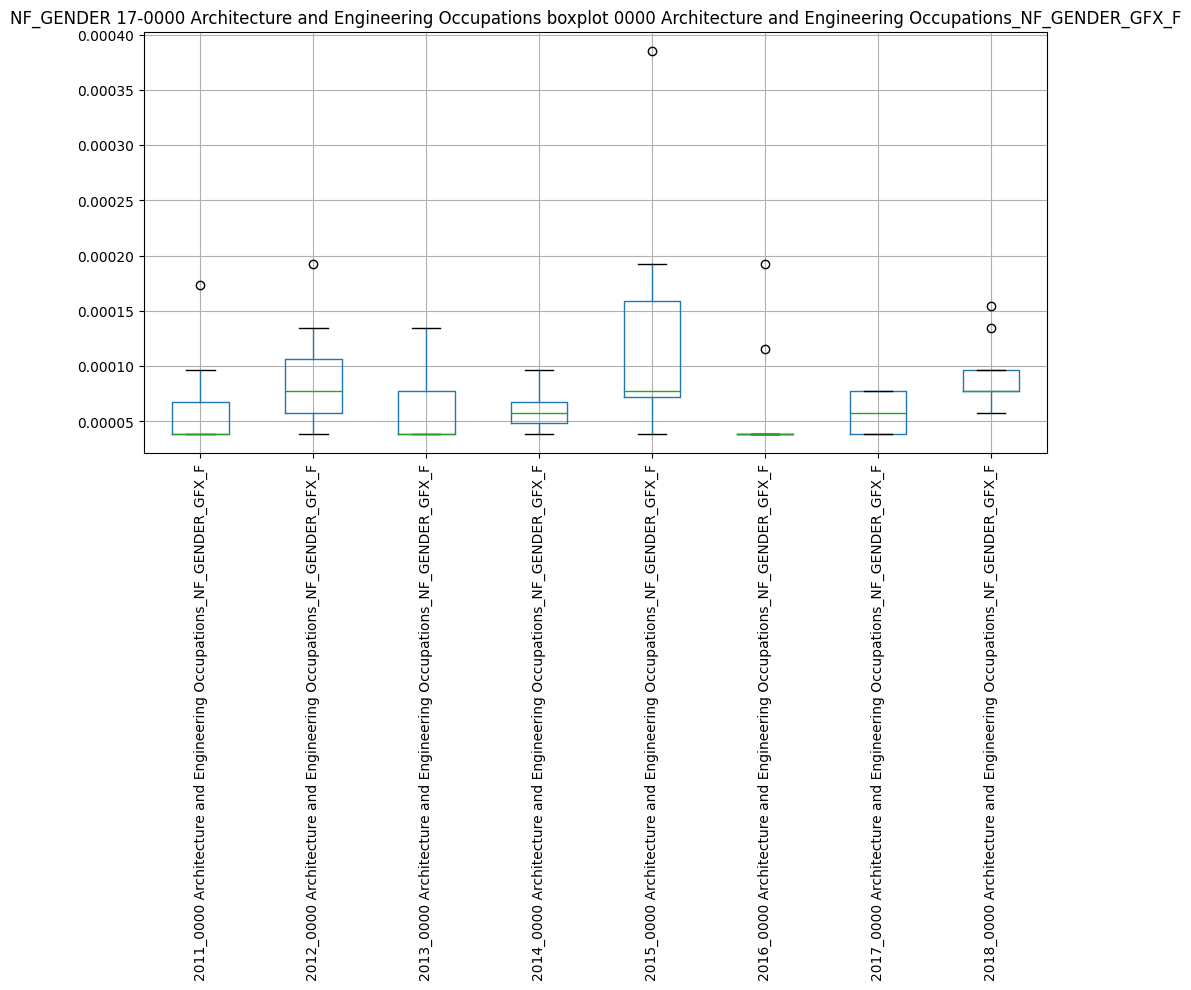 NF_GENDER 17-0000 Architecture and Engineering Occupations boxplot 0000 Architecture and Engineering Occupations_NF_GENDER_GFX_F
0.00040
0.00035
0.00030
0.00025
0.00020
0.00015
0.00010
0.00005
2011_0000 Architecture and Engineering Occupations_NF_GENDER_GFX_F
2012_0000 Architecture and Engineering Occupations_NF_GENDER_GFX_F
2013_0000 Architecture and Engineering Occupations_NF_GENDER_GFX_F
2014_0000 Architecture and Engineering Occupations_NF_GENDER_GFX_F
2015_0000 Architecture and Engineering Occupations_NF_GENDER_GFX_F
2016_0000 Architecture and Engineering Occupations_NF_GENDER_GFX_F
2017_0000 Architecture and Engineering Occupations_NF_GENDER_GFX_F
2018_0000 Architecture and Engineering Occupations_NF_GENDER_GFX_F